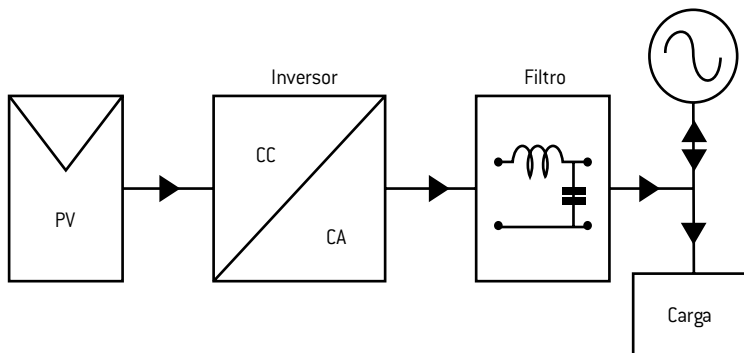 Inversor
Filtro
PV
CC
CA
Carga